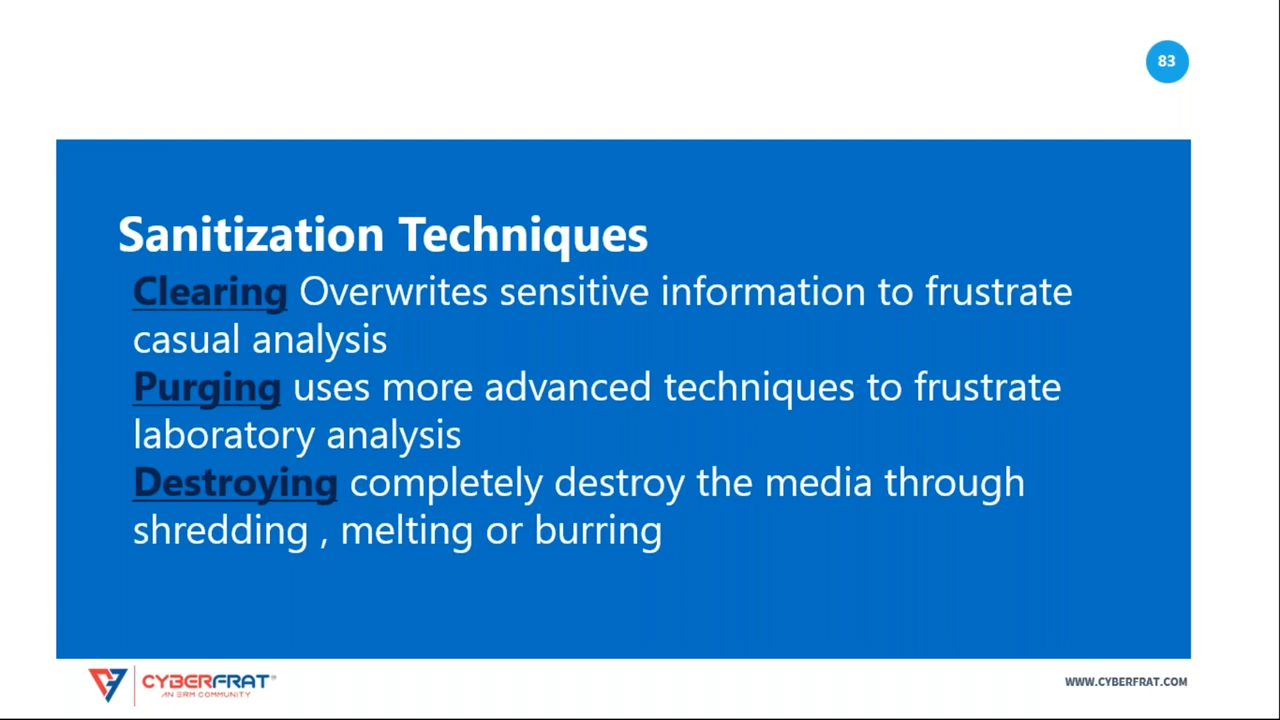 83
Sanitization Techniques
Clearing Overwrites sensitive information to frustrate
casual analysis
Purging uses more advanced techniques to frustrate
laboratory analysis
Destroying completely destroy the media through
shredding , melting or burring
CYBERFRAT®
AN ERM COMMUNITY
WWW.CYBERFRAT.COM